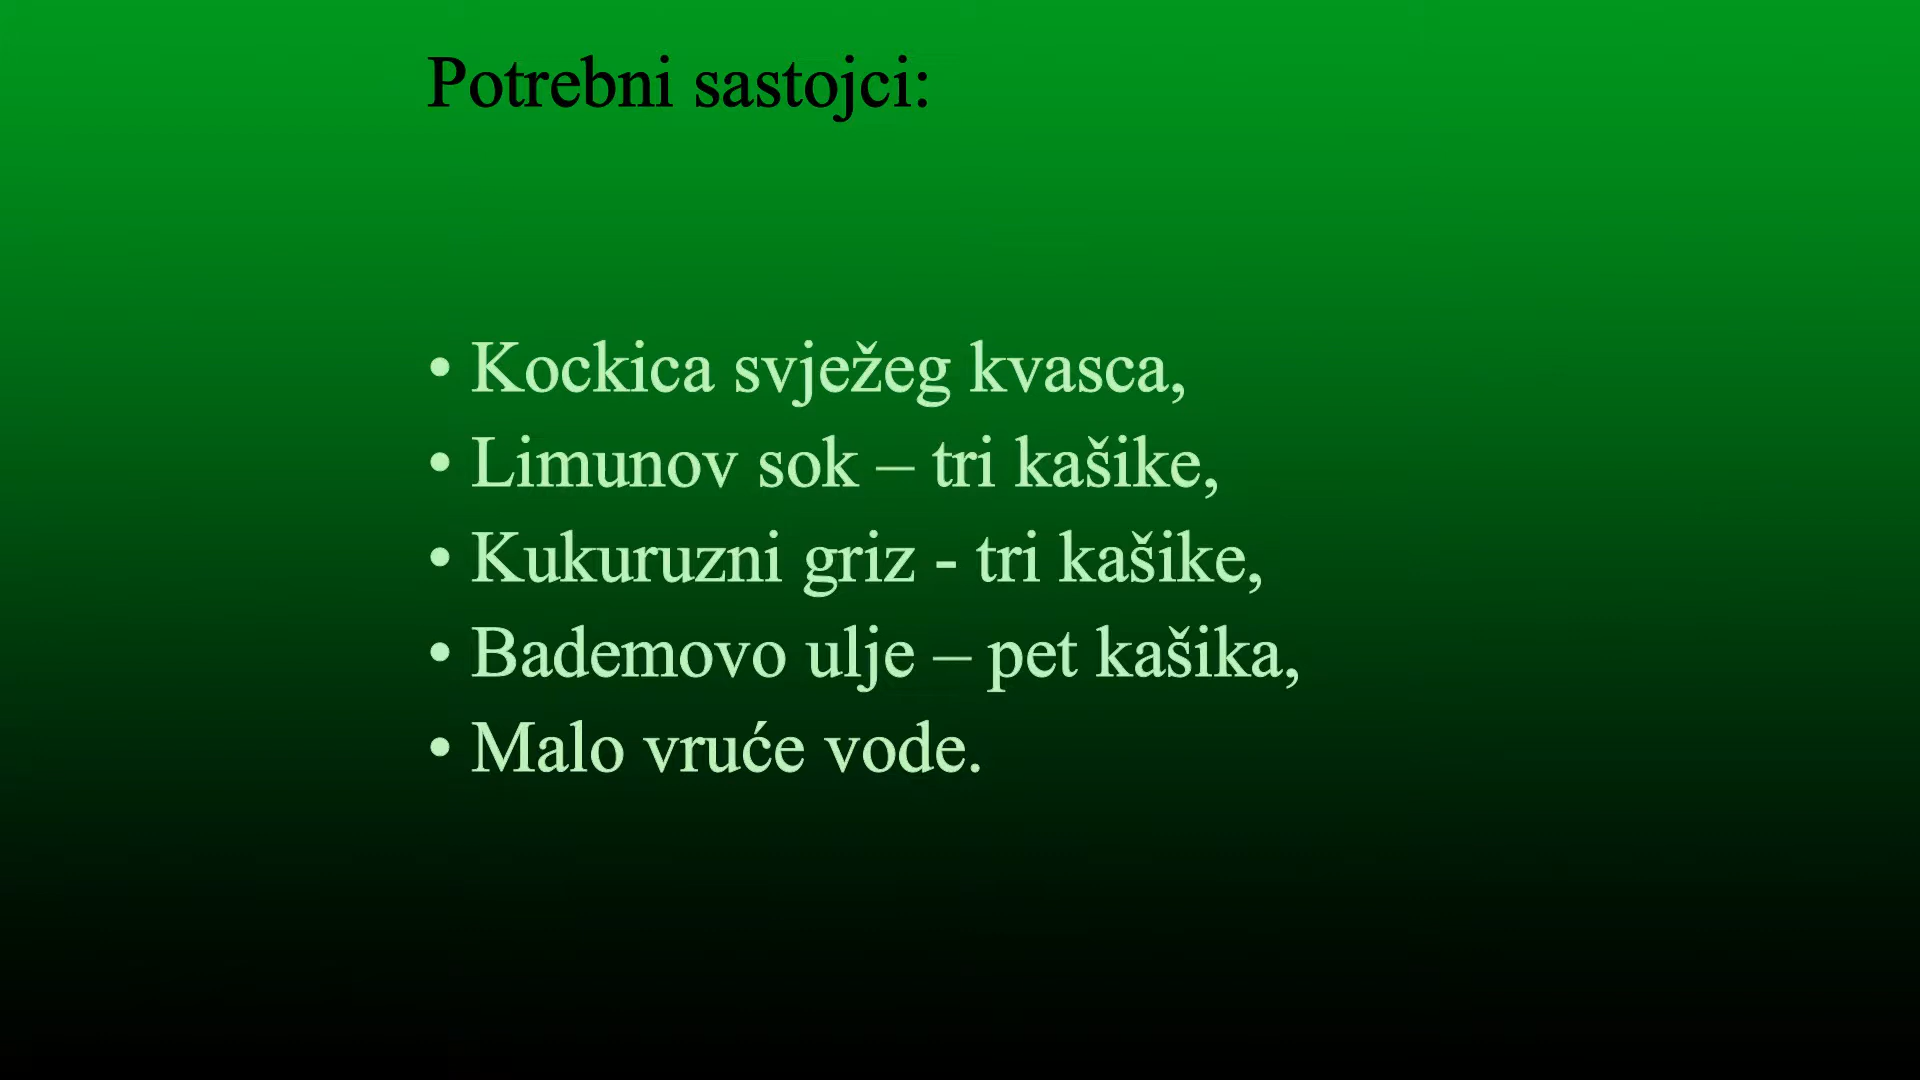 Potrebni sastojci:
• Kockica svježeg kvasca,
• Limunov sok – tri kašike,
• Kukuruzni griz - tri kašike,
• Bademovo ulje – pet kašika,
• Malo vruće vode.